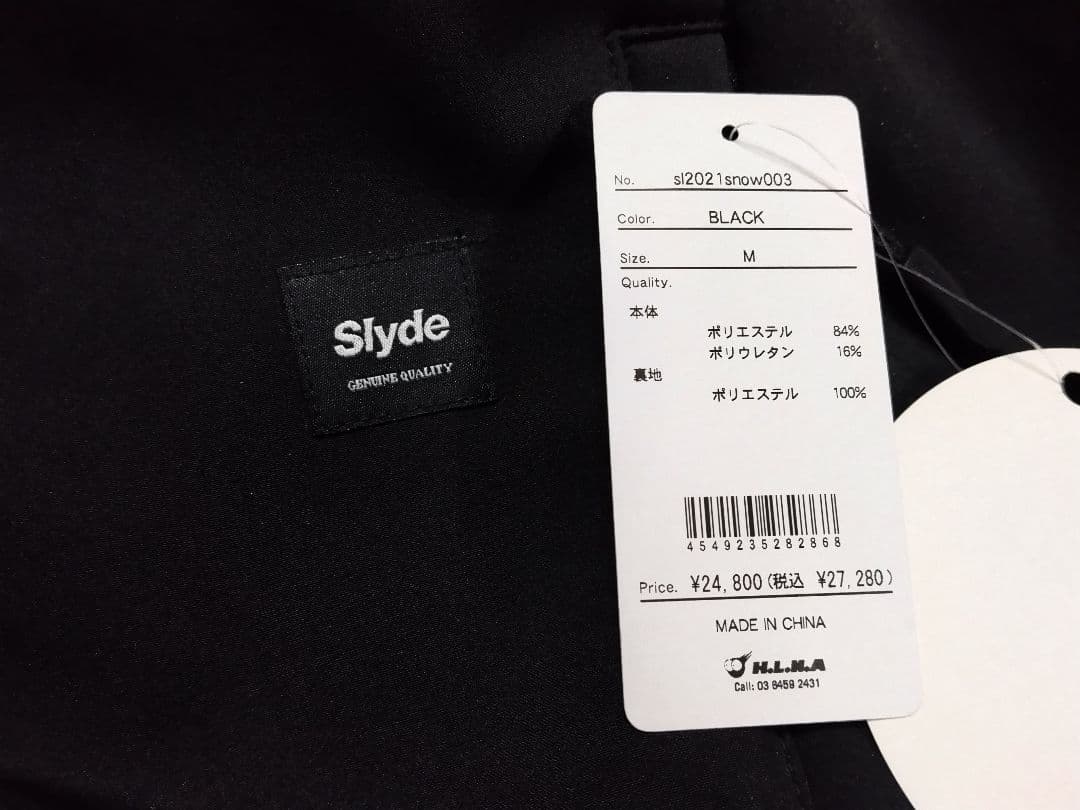 Slyde
GENUINE QUALITY
No. sl2021snow003
Color. BLACK
Size. M
Quality.
本体
ポリエステル 84%
ポリウレタン 16%
裏地
ポリエステル 100%
4549235282868
Price. ¥24,800(税込 ¥27,280)
MADE IN CHINA
H.L.N.A
Call: 03 6459 2431